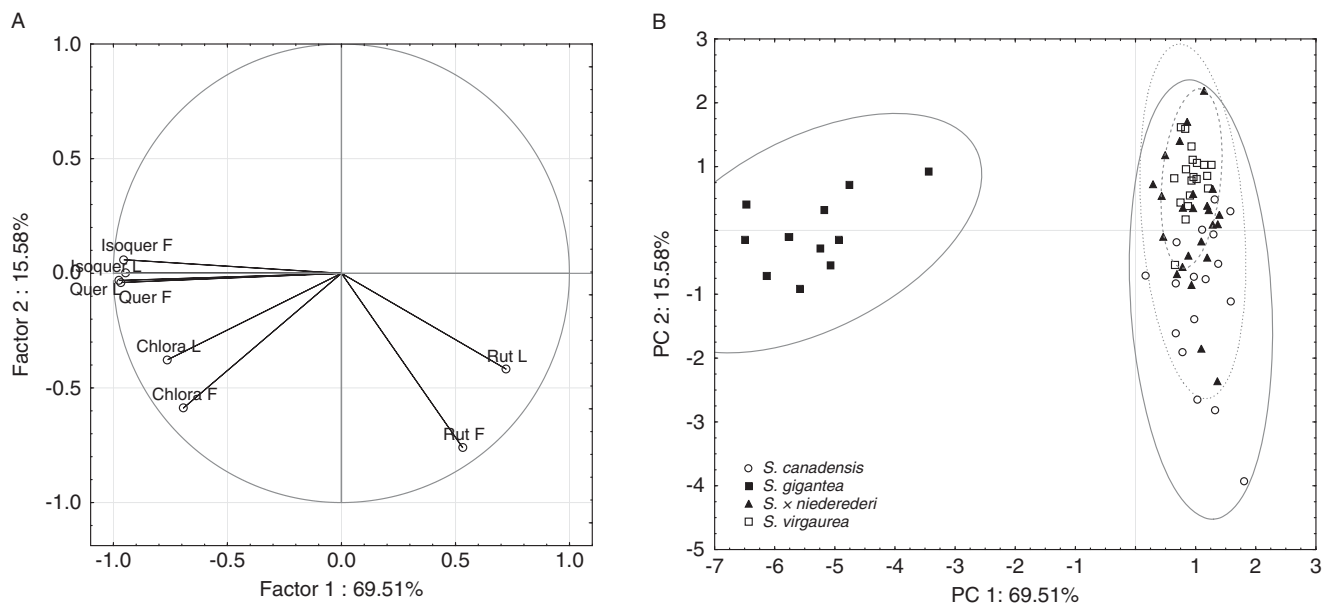 A
1.0
0.5
0.0
-0.5
-1.0
Factor 2 : 15.58%
Isoquer F
Isoquer L
Quer L
Quer F
Chlora L
Chlora F
Rut L
Rut F
-1.0 -0.5 0.0 0.5 1.0
Factor 1 : 69.51%
B
3
2
1
-1
-2
-3
-4
-5
PC 2: 15.58%
S. canadensis
S. gigantea
S. × niederederi
S. virgaurea
-7 -6 -5 -4 -3 -2 -1 1 2 3
PC 1: 69.51%